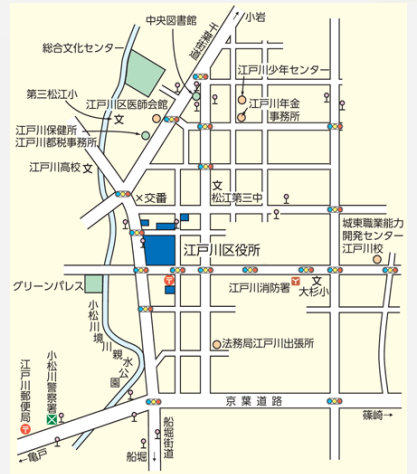 中央図書館
小岩
千葉街道
総合文化センター
江戸川少年センター
第三松江小
文
江戸川区医師会館
江戸川年金
事務所
江戸川保健所
江戸川都税事務所
江戸川高校文
文
松江第三中
×交番
城東職業能力
開発センター
江戸川校
江戸川区役所
グリーンパレス
江戸川消防署
文
大杉小
小松川境川親水公園
法務局江戸川出張所
小松川警察署
江戸川郵便局
京葉道路
篠崎→
船堀街道
←亀戸
船堀